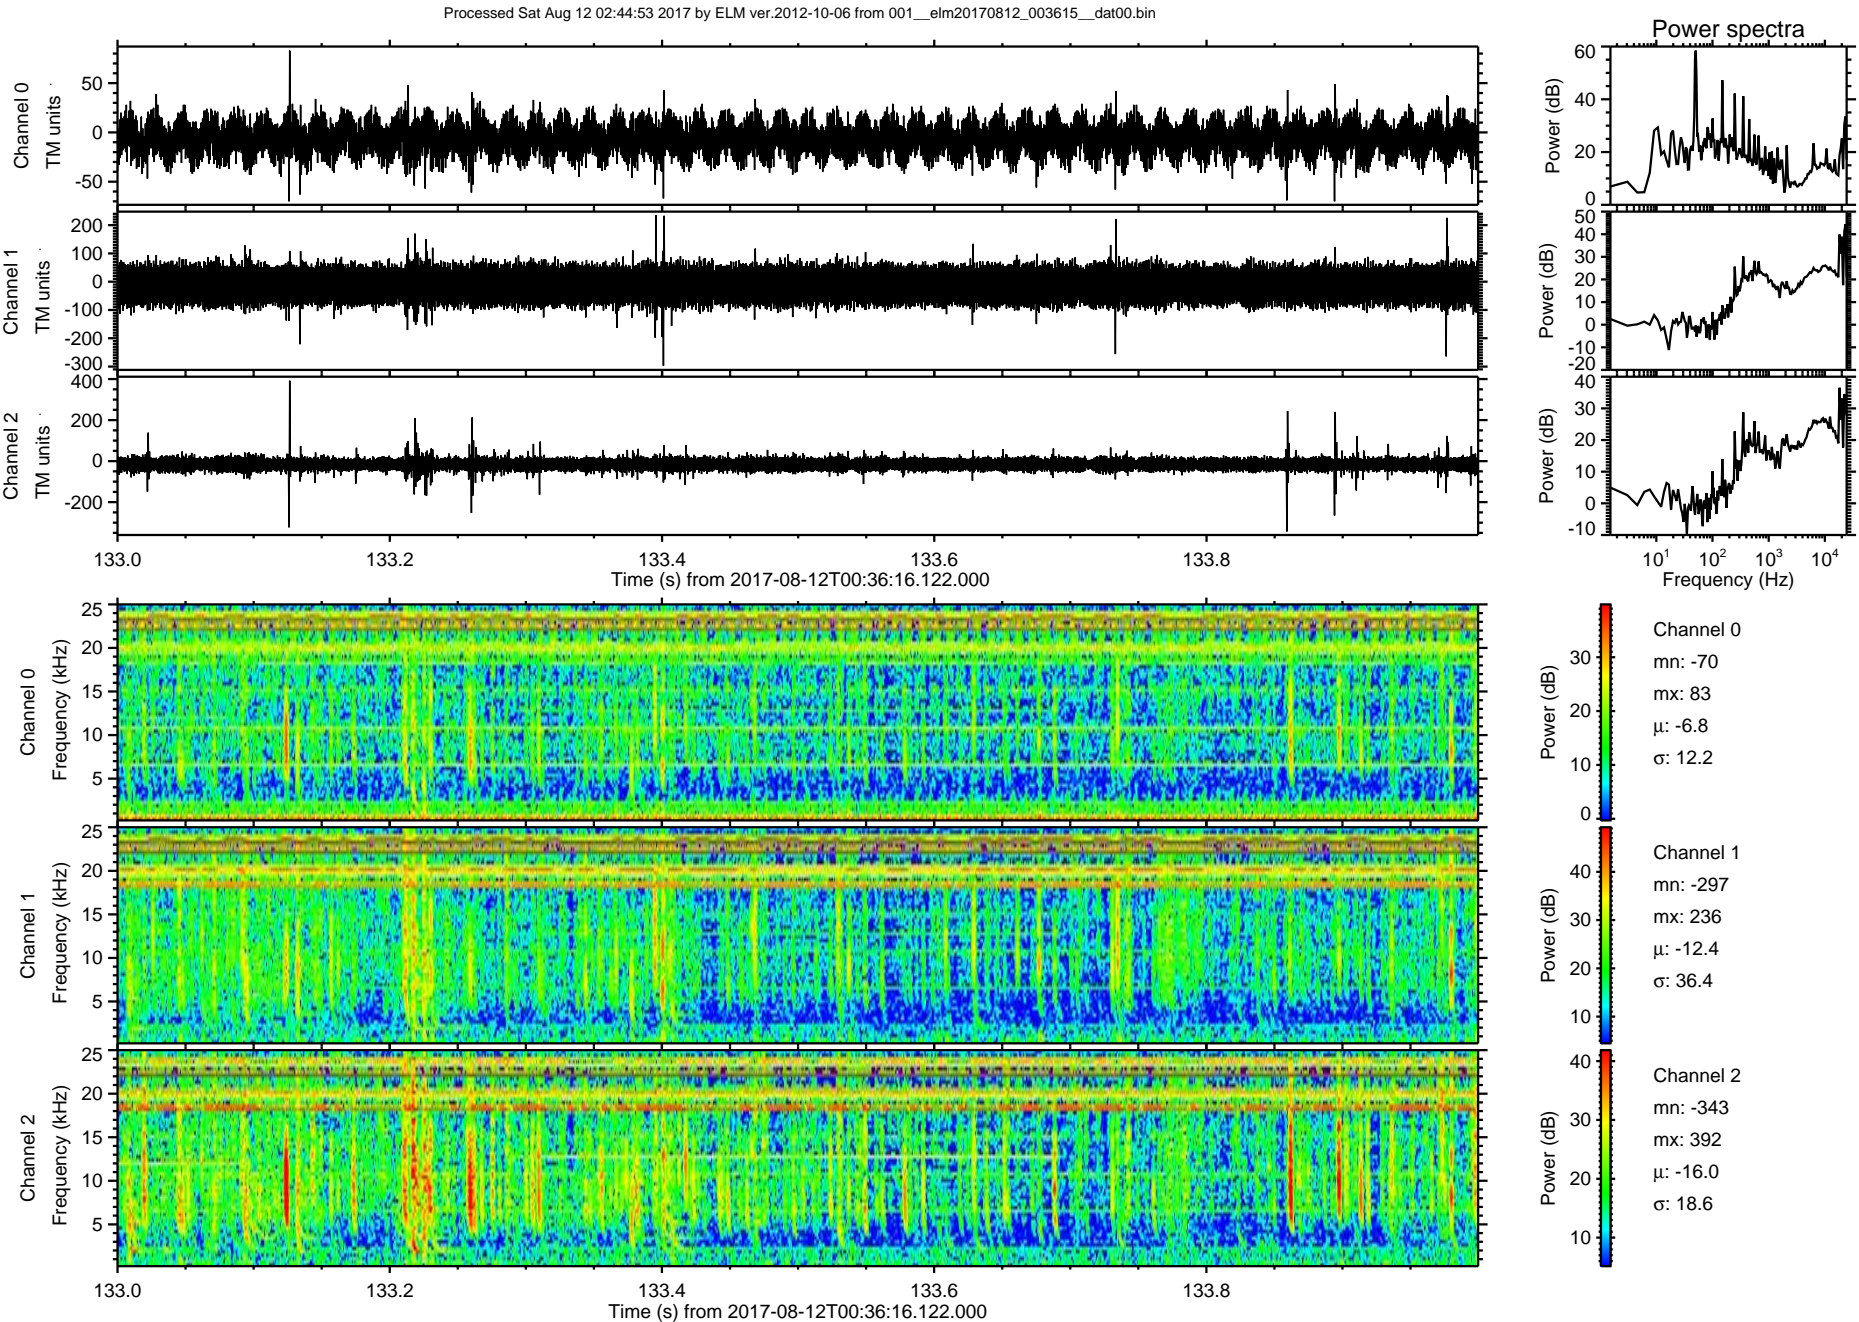 Processed Sat Aug 12 02:44:53 2017 by ELM ver.2012-10-06 from 001__elm20170812_003615__dat00.bin
Power spectra
Channel 0
TM units
50
0
-50
Power (dB)
60
40
20
0
Channel 1
TM units
200
100
0
-100
-200
-300
Power (dB)
50
40
30
20
10
0
-10
-20
Channel 2
TM units
400
200
0
-200
Power (dB)
40
30
20
10
0
-10
133.0 133.2 133.4 133.6 133.8
Time (s) from 2017-08-12T00:36:16.122.000
10¹ 10² 10³ 10⁴
Frequency (Hz)
Channel 0
Frequency (kHz)
25
20
15
10
5
Power (dB)
30
20
10
0
Channel 0
mn: -70
mx: 83
μ: -6.8
σ: 12.2
Channel 1
Frequency (kHz)
25
20
15
10
5
Power (dB)
40
30
20
10
Channel 1
mn: -297
mx: 236
μ: -12.4
σ: 36.4
Channel 2
Frequency (kHz)
25
20
15
10
5
Power (dB)
40
30
20
10
Channel 2
mn: -343
mx: 392
μ: -16.0
σ: 18.6
133.0 133.2 133.4 133.6 133.8
Time (s) from 2017-08-12T00:36:16.122.000